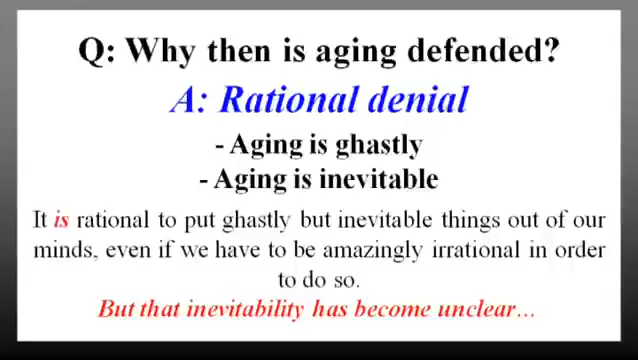 Q: Why then is aging defended?
A: Rational denial
- Aging is ghastly
- Aging is inevitable
It is rational to put ghastly but inevitable things out of our
minds, even if we have to be amazingly irrational in order
to do so.
But that inevitability has become unclear…